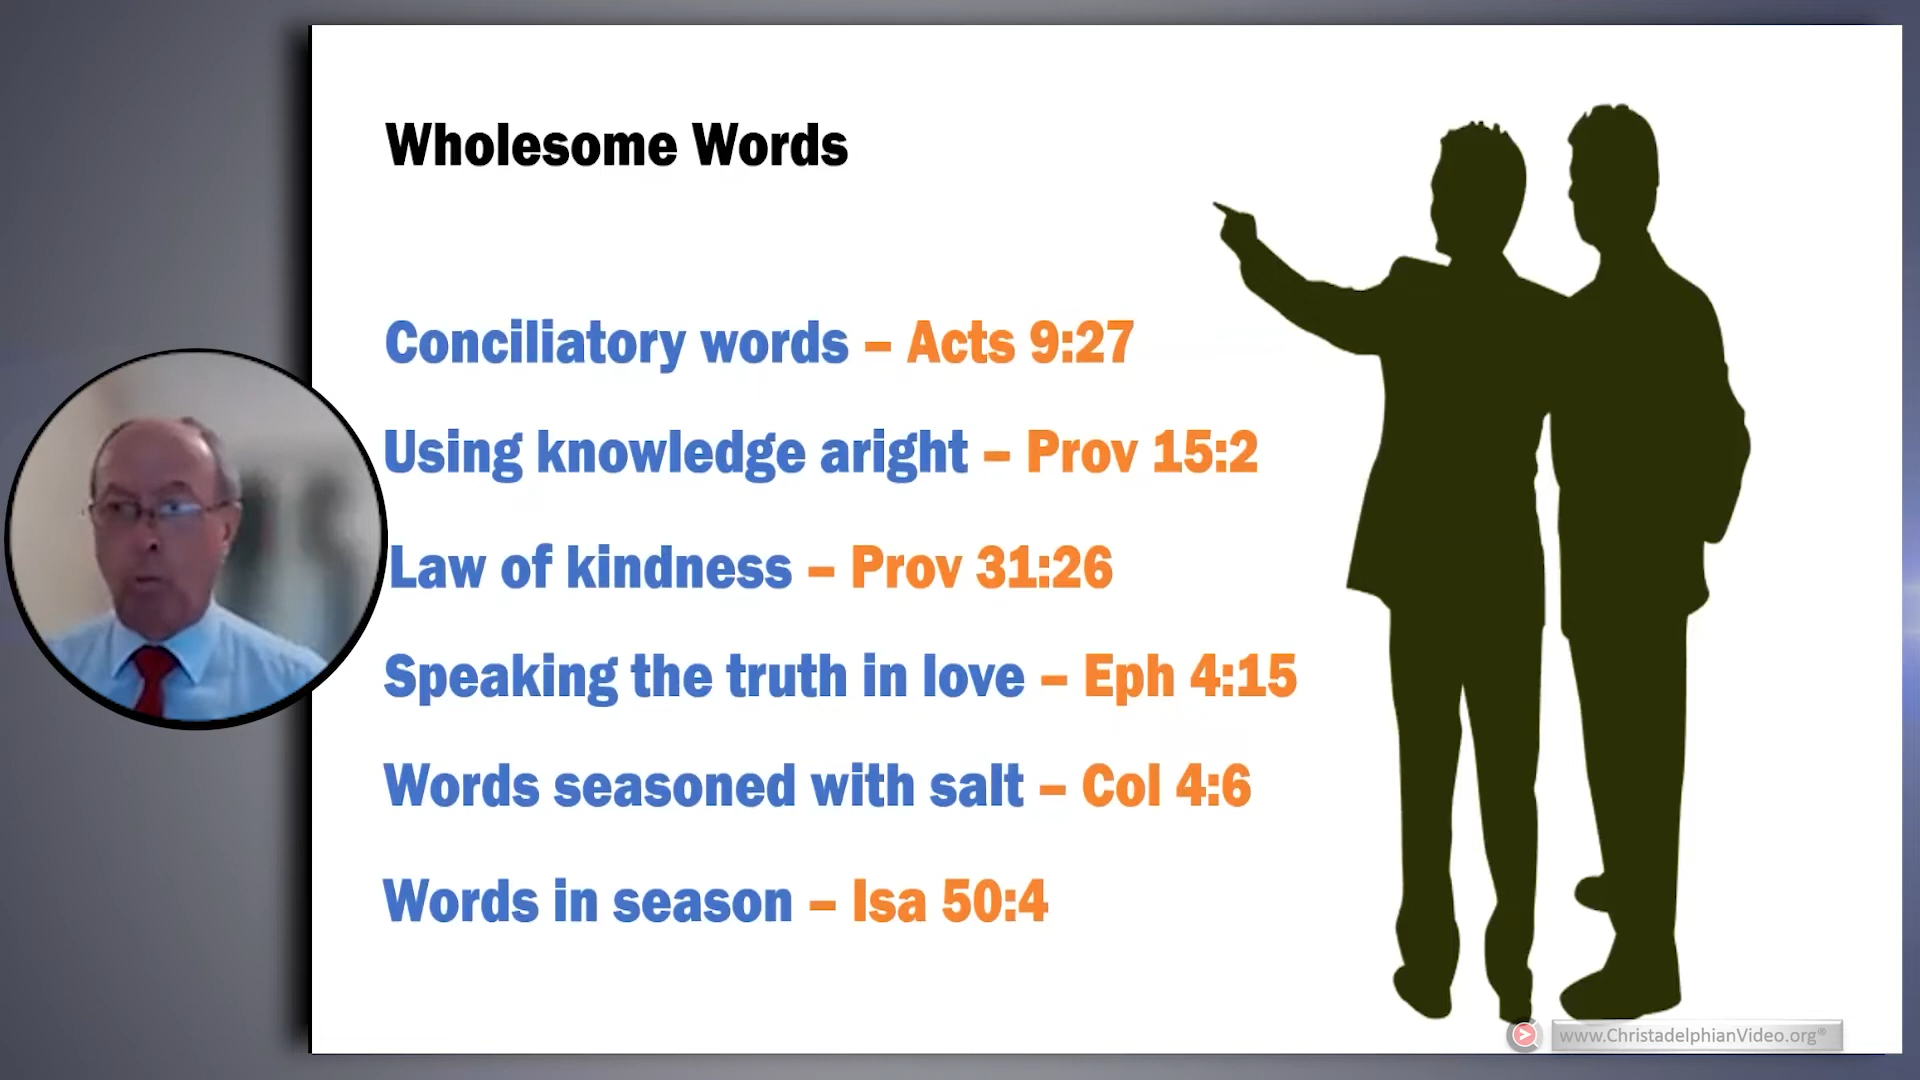 Wholesome Words
Conciliatory words – Acts 9:27
Using knowledge aright – Prov 15:2
Law of kindness – Prov 31:26
Speaking the truth in love – Eph 4:15
Words seasoned with salt – Col 4:6
Words in season – Isa 50:4
www.ChristadelphianVideo.org®